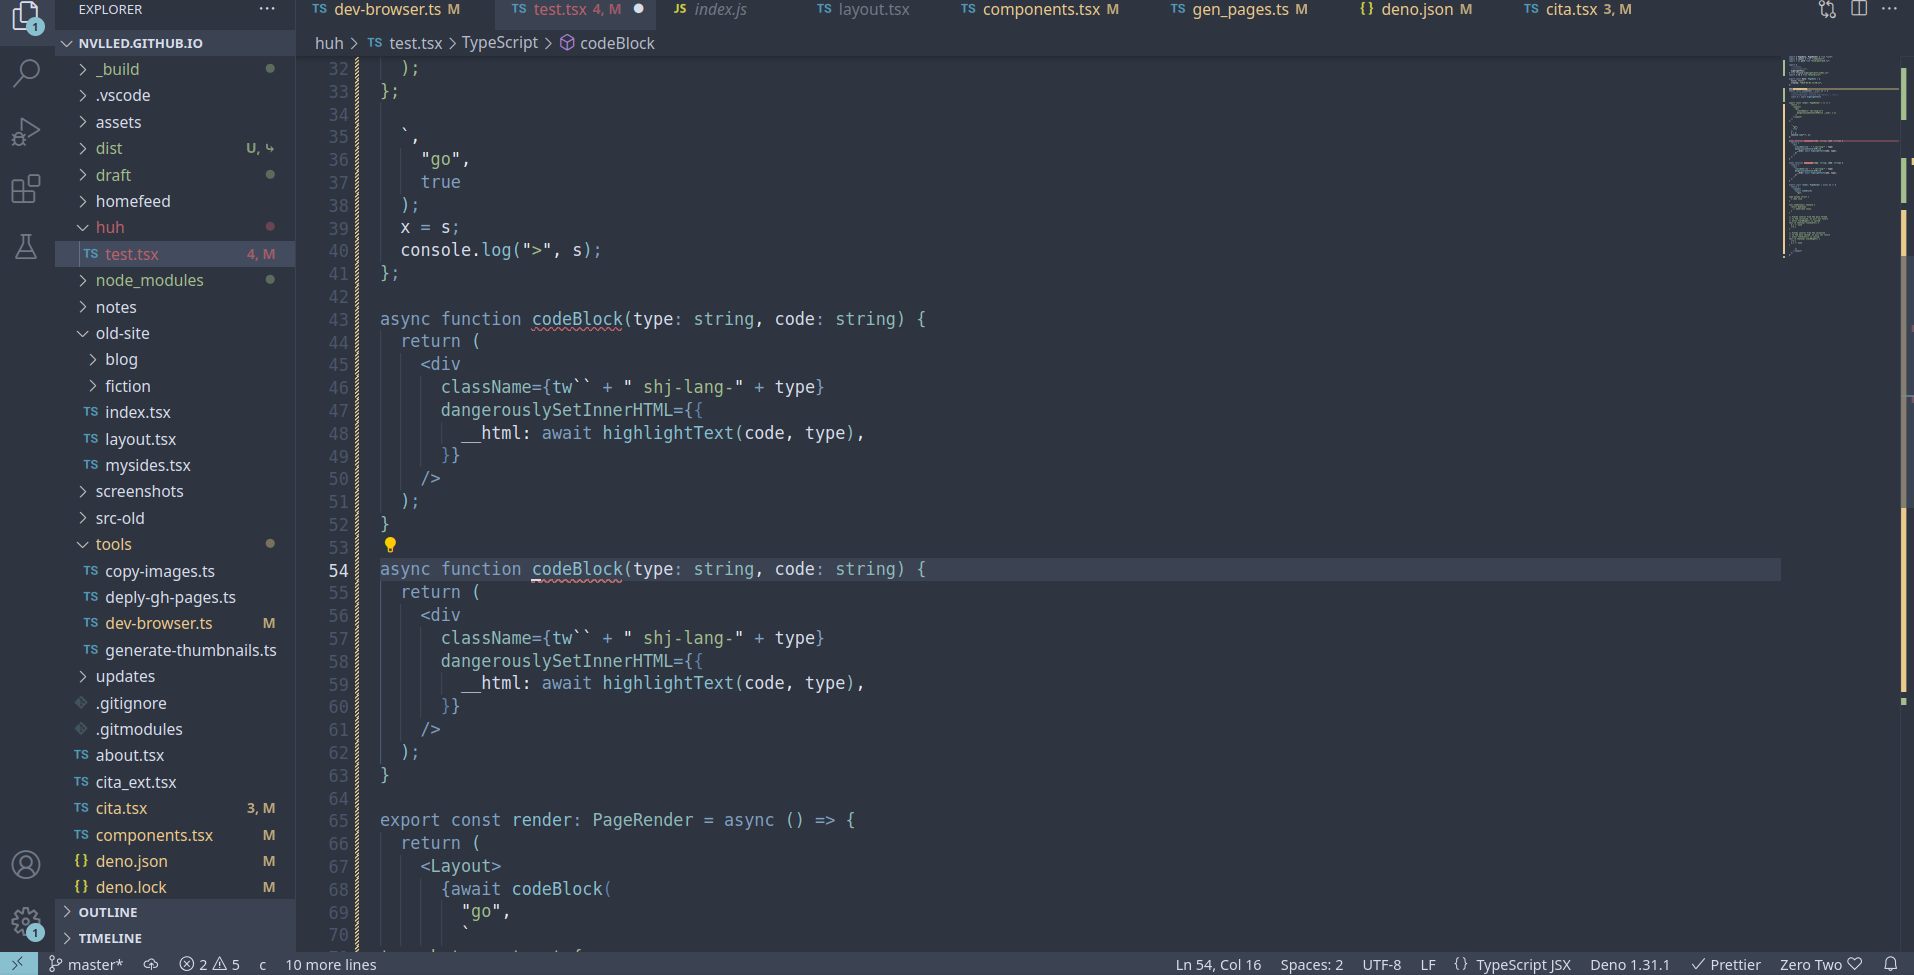 EXPLORER
dev-browser.ts M
test.tsx 4, M
JS index.js
TS layout.tsx
TS components.tsx M
TS gen_pages.ts M
{} deno.json M
TS cita.tsx 3, M
1
NVLLED.GITHUB.IO
_build
.vscode
assets
dist U,
draft
homefeed
huh
TS test.tsx 4, M
node_modules
notes
old-site
blog
fiction
TS index.tsx
TS layout.tsx
TS mysides.tsx
screenshots
src-old
tools
TS copy-images.ts
TS deply-gh-pages.ts
TS dev-browser.ts M
TS generate-thumbnails.ts
updates
.gitignore
.gitmodules
TS about.tsx
TS cita_ext.tsx
TS cita.tsx 3, M
TS components.tsx M
{} deno.json M
{} deno.lock M
OUTLINE
TIMELINE
1
huh > TS test.tsx > TypeScript > codeBlock
32 );
33 };
34
35 `,
36 "go",
37 true
38 );
39 x = s;
40 console.log(">", s);
41 };
42
43 async function codeBlock(type: string, code: string) {
44 return (
45 <div
46 className={tw`` + " shj-lang-" + type}
47 dangerouslySetInnerHTML={{
48 __html: await highlightText(code, type),
49 }}
50 />
51 );
52 }
53
54 async function codeBlock(type: string, code: string) {
55 return (
56 <div
57 className={tw`` + " shj-lang-" + type}
58 dangerouslySetInnerHTML={{
59 __html: await highlightText(code, type),
60 }}
61 />
62 );
63 }
64
65 export const render: PageRender = async () => {
66 return (
67 <Layout>
68 {await codeBlock(
69 "go",
70 `
master* 2 5 c 10 more lines
Ln 54, Col 16 Spaces: 2 UTF-8 LF {} TypeScript JSX Deno 1.31.1 Prettier Zero Two